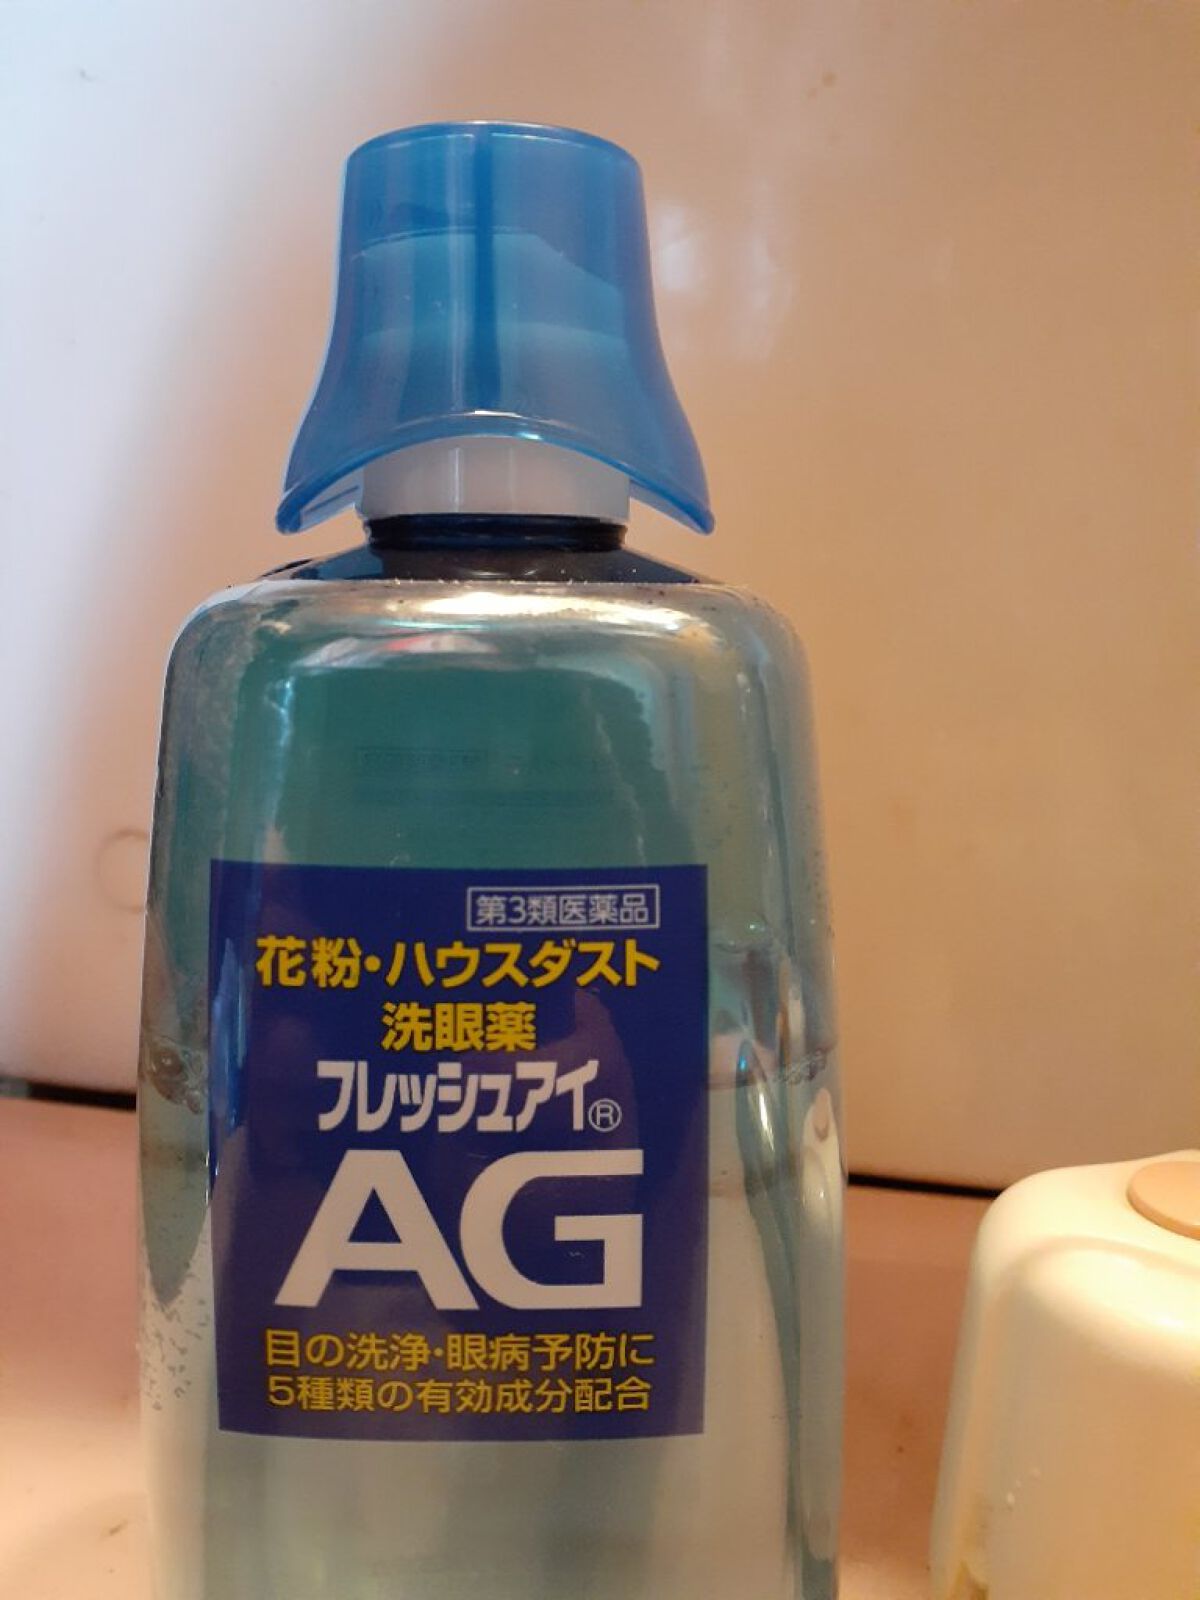 第3類医薬品
花粉・ハウスダスト
洗眼薬
フレッシュアイ®
AG
目の洗浄・眼病予防に
5種類の有効成分配合